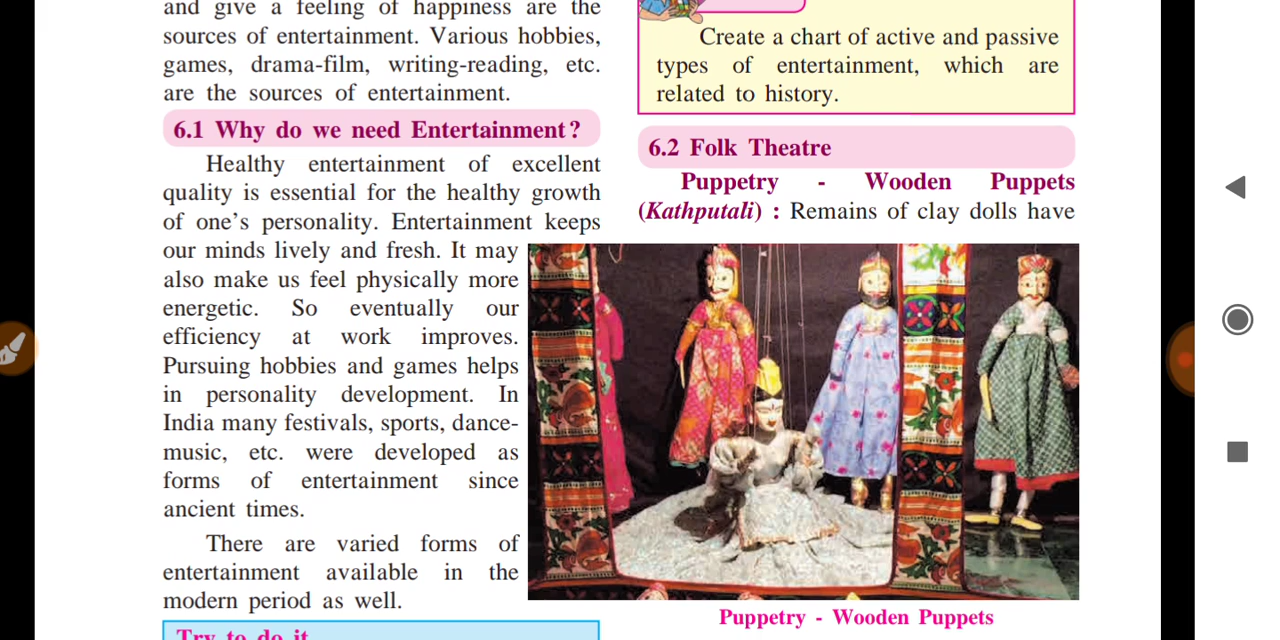 and give a feeling of happiness are the
sources of entertainment. Various hobbies,
games, drama-film, writing-reading, etc.
are the sources of entertainment.
6.1 Why do we need Entertainment?
Healthy entertainment of excellent
quality is essential for the healthy growth
of one's personality. Entertainment keeps
our minds lively and fresh. It may
also make us feel physically more
energetic. So eventually our
efficiency at work improves.
Pursuing hobbies and games helps
in personality development. In
India many festivals, sports, dance-
music, etc. were developed as
forms of entertainment since
ancient times.
There are varied forms of
entertainment available in the
modern period as well.
Try to do it
Create a chart of active and passive
types of entertainment, which are
related to history.
6.2 Folk Theatre
Puppetry - Wooden Puppets
(Kathputali) : Remains of clay dolls have
Puppetry - Wooden Puppets